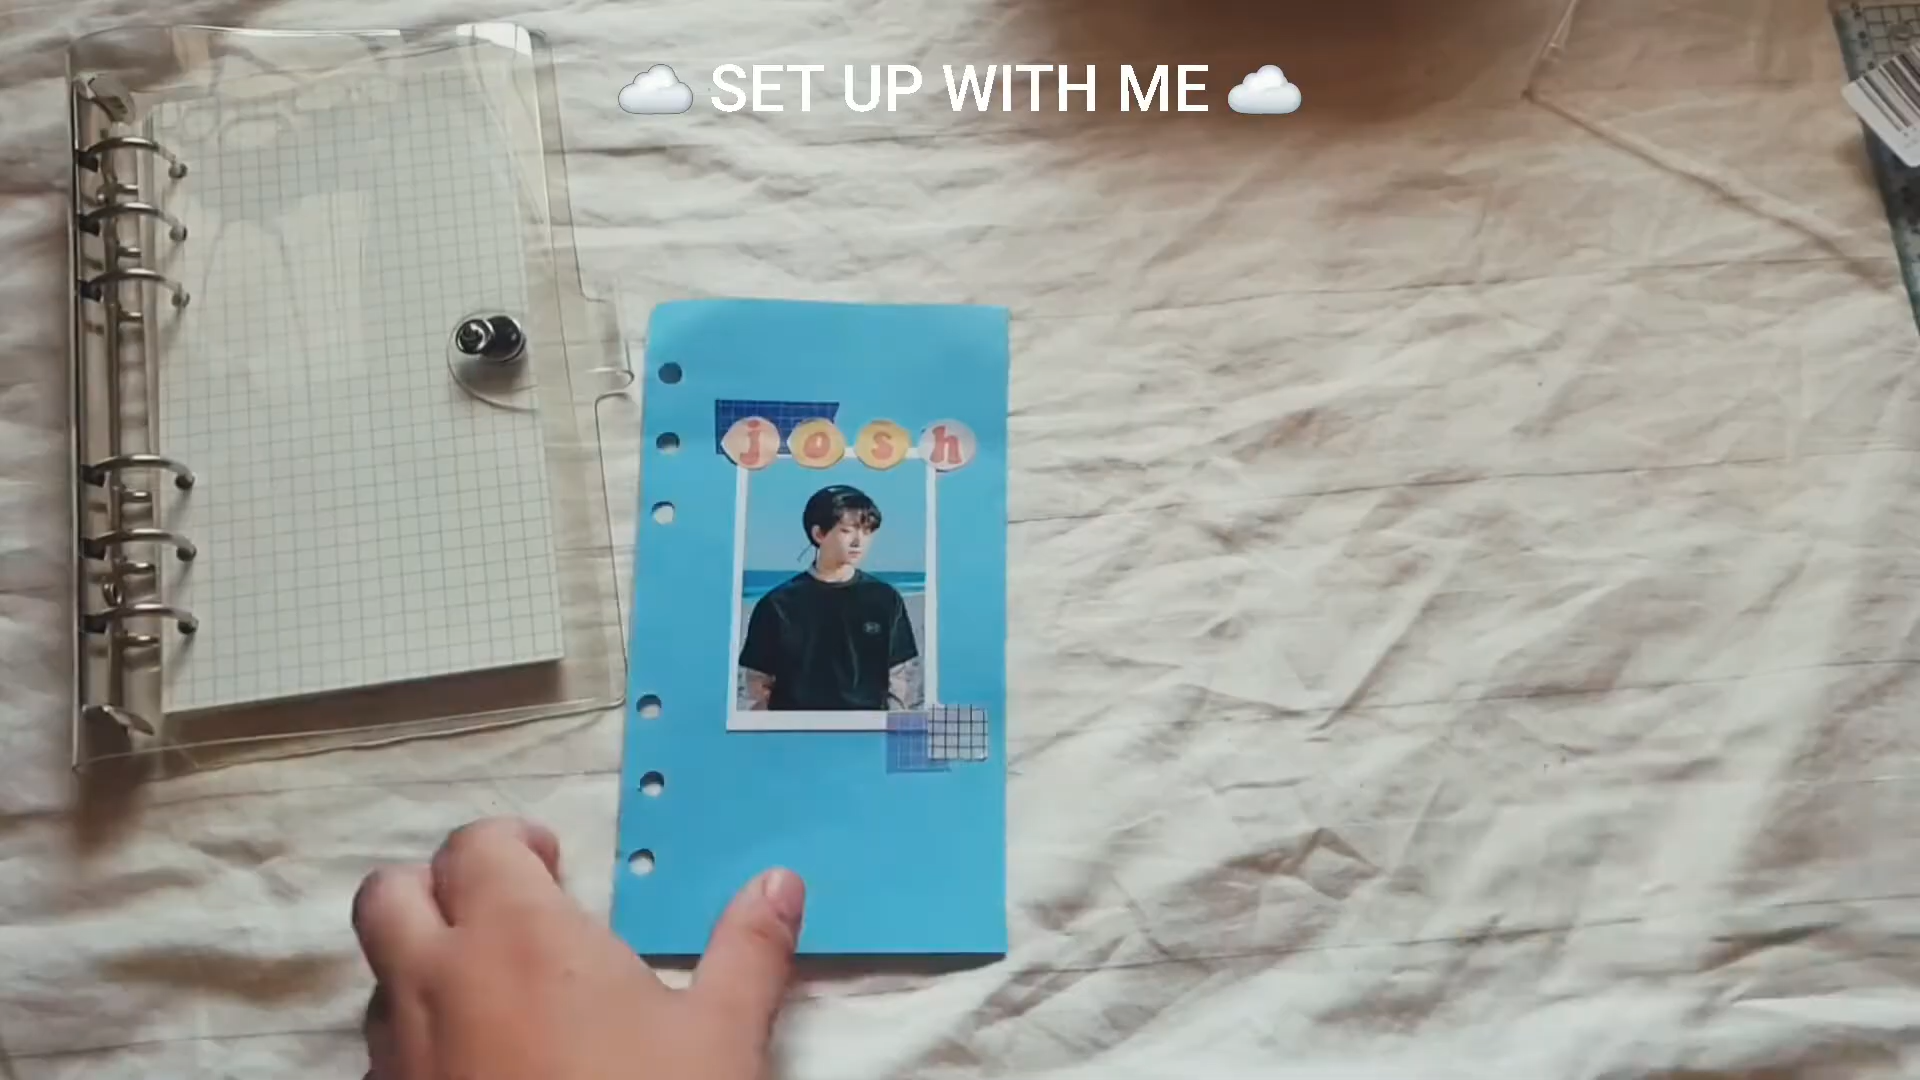 ☁️ SET UP WITH ME ☁️
josh